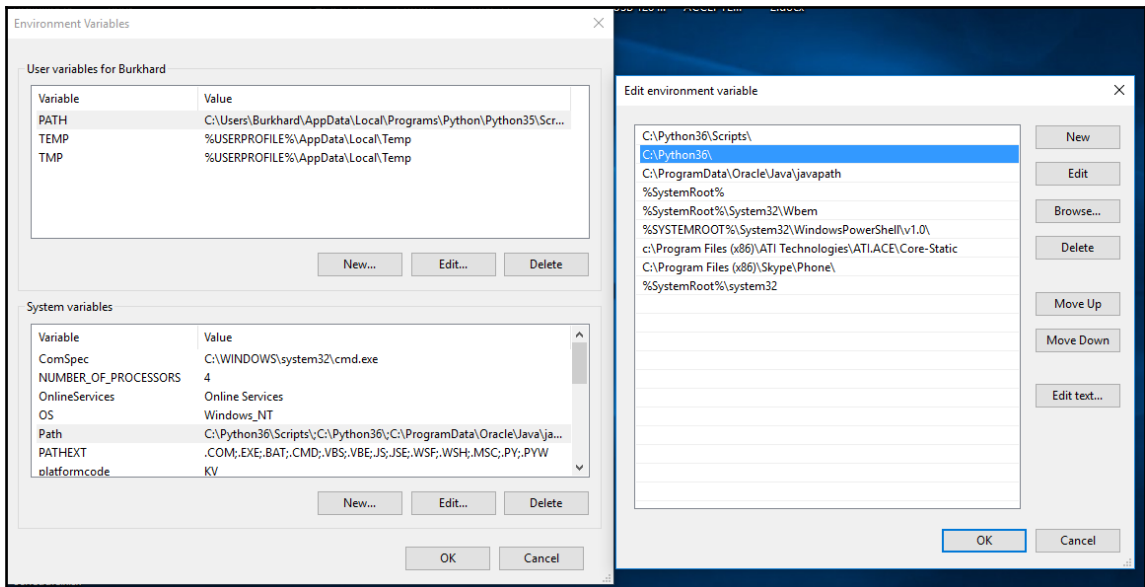 Environment Variables
User variables for Burkhard
Variable Value
PATH C:\Users\Burkhard\AppData\Local\Programs\Python\Python35\Scr...
TEMP %USERPROFILE%\AppData\Local\Temp
TMP %USERPROFILE%\AppData\Local\Temp
New... Edit... Delete
System variables
Variable Value
ComSpec C:\WINDOWS\system32\cmd.exe
NUMBER_OF_PROCESSORS 4
OnlineServices Online Services
OS Windows_NT
Path C:\Python36\Scripts\;C:\Python36\;C:\ProgramData\Oracle\Java\ja...
PATHEXT .COM;.EXE;.BAT;.CMD;.VBS;.VBE;.JS;.JSE;.WSF;.WSH;.MSC;.PY;.PYW
platformcode KV
New... Edit... Delete
OK Cancel
Edit environment variable
C:\Python36\Scripts\
C:\Python36\
C:\ProgramData\Oracle\Java\javapath
%SystemRoot%
%SystemRoot%\System32\Wbem
%SYSTEMROOT%\System32\WindowsPowerShell\v1.0\
c:\Program Files (x86)\ATI Technologies\ATI.ACE\Core-Static
C:\Program Files (x86)\Skype\Phone\
%SystemRoot%\system32
New
Edit
Browse...
Delete
Move Up
Move Down
Edit text...
OK Cancel